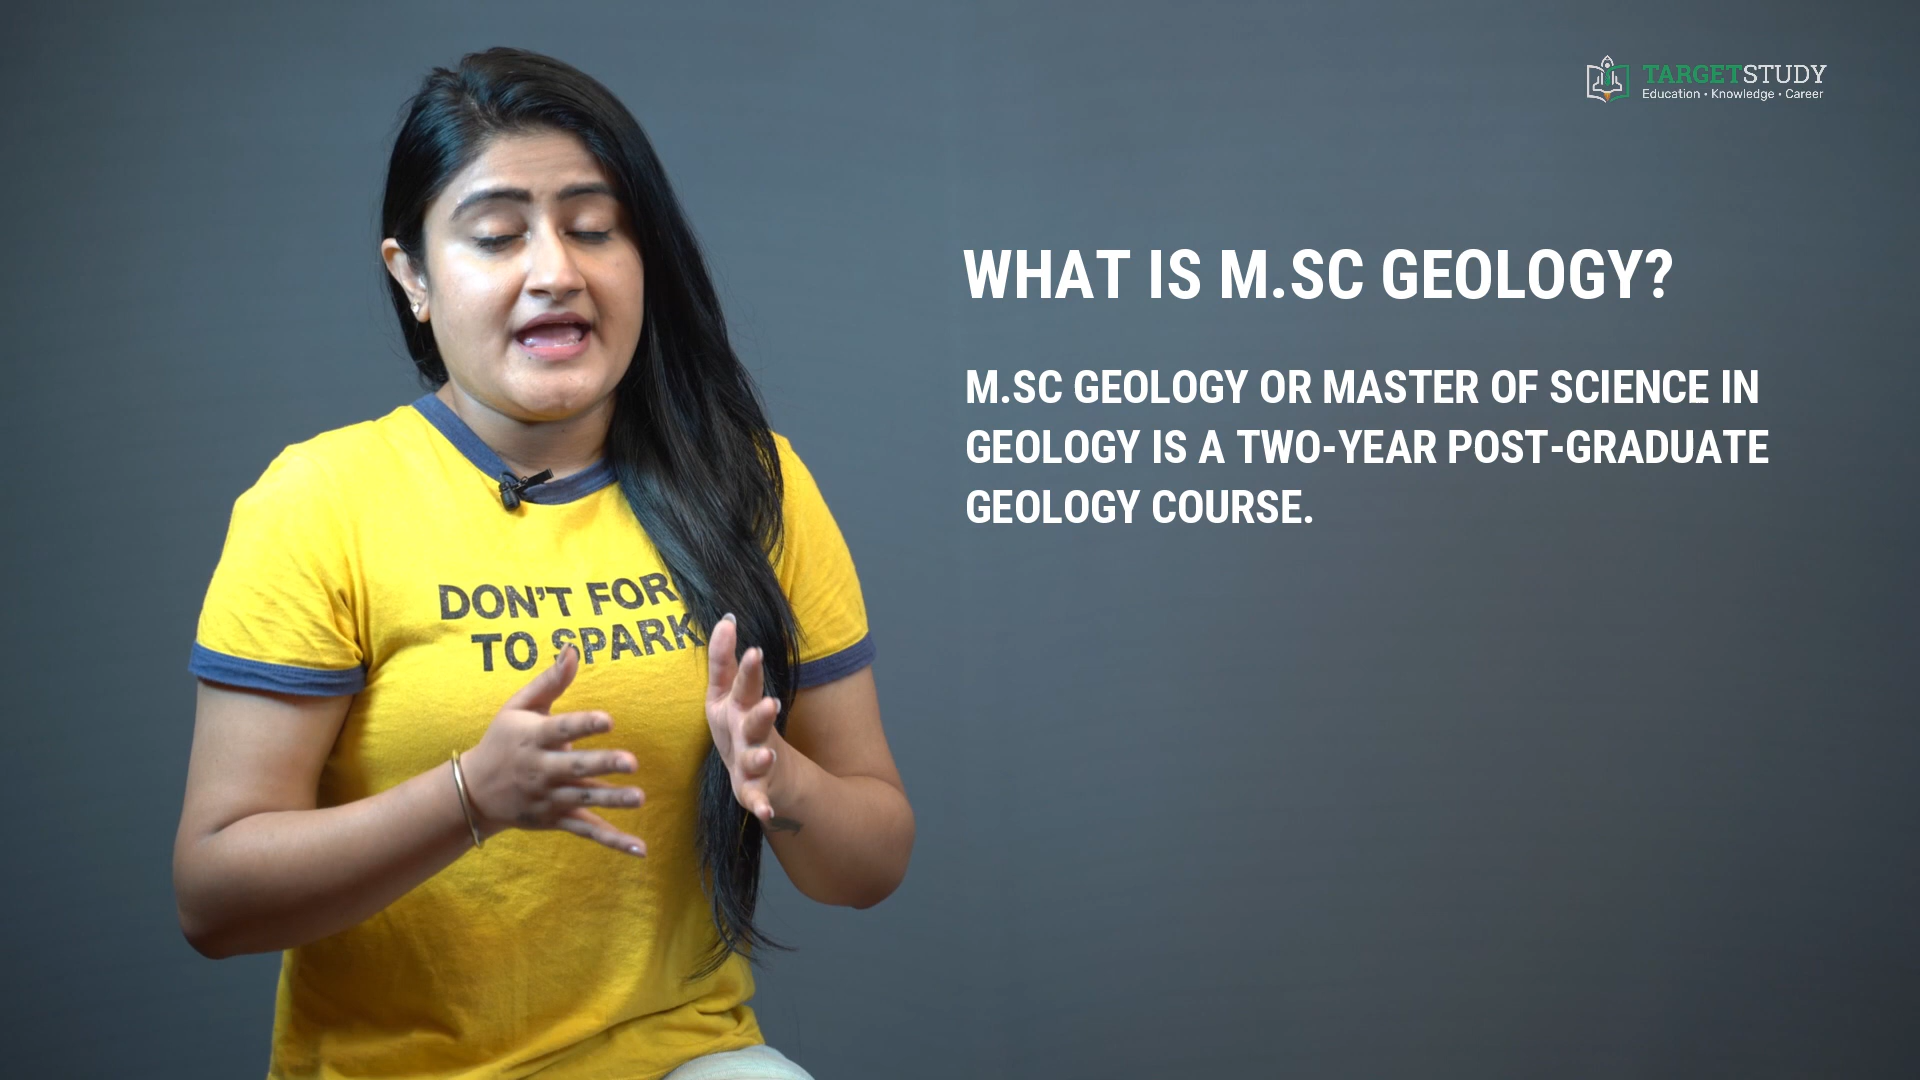 TARGETSTUDY
Education • Knowledge • Career
WHAT IS M.SC GEOLOGY?
M.SC GEOLOGY OR MASTER OF SCIENCE IN
GEOLOGY IS A TWO-YEAR POST-GRADUATE
GEOLOGY COURSE.
DON'T
TO SPARK